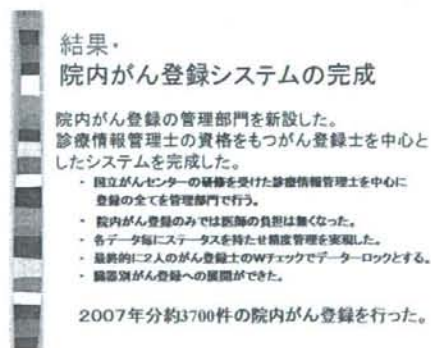 結果・
院内がん登録システムの完成
院内がん登録の管理部門を新設した。
診療情報管理士の資格をもつがん登録士を中心と
したシステムを完成した。
・ 国立がんセンターの研修を受けた診療情報管理士を中心に
登録の全てを管理部門で行う。
・ 院内がん登録のみでは医師の負担は無くなった。
・ 各データ毎にステータスを持たせ精度管理を実現した。
・ 最終的に2人のがん登録士のWチェックでデーターロックとする。
・ 臓器別がん登録への展開ができた。
2007年分約3700件の院内がん登録を行った。